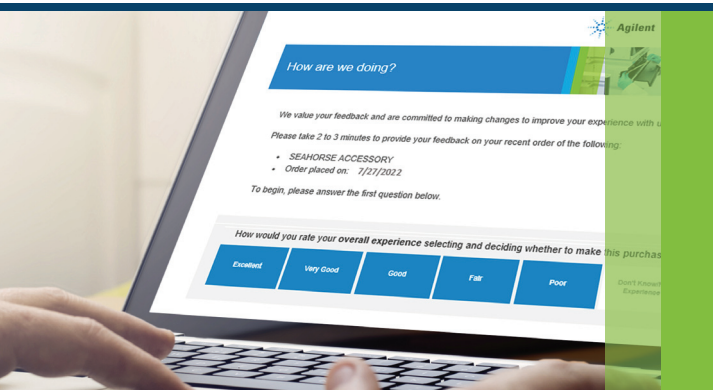 Agilent
How are we doing?
We value your feedback and are committed to making changes to improve your experience with u
Please take 2 to 3 minutes to provide your feedback on your recent order of the following:
• SEAHORSE ACCESSORY
• Order placed on: 7/27/2022
To begin, please answer the first question below.
How would you rate your overall experience selecting and deciding whether to make this purchas
Excellent
Very Good
Good
Fair
Poor
Don't Know/
Experience